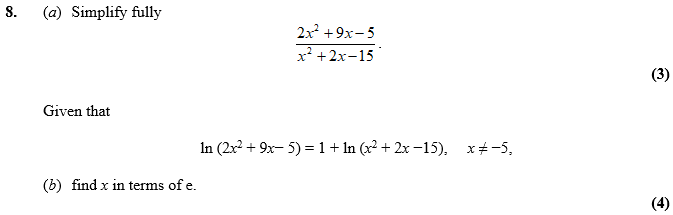 8. (a) Simplify fully
2x² + 9x − 5
x² + 2x − 15 .
(3)
Given that
ln (2x² + 9x − 5) = 1 + ln (x² + 2x − 15), x ≠ −5,
(b) find x in terms of e.
(4)